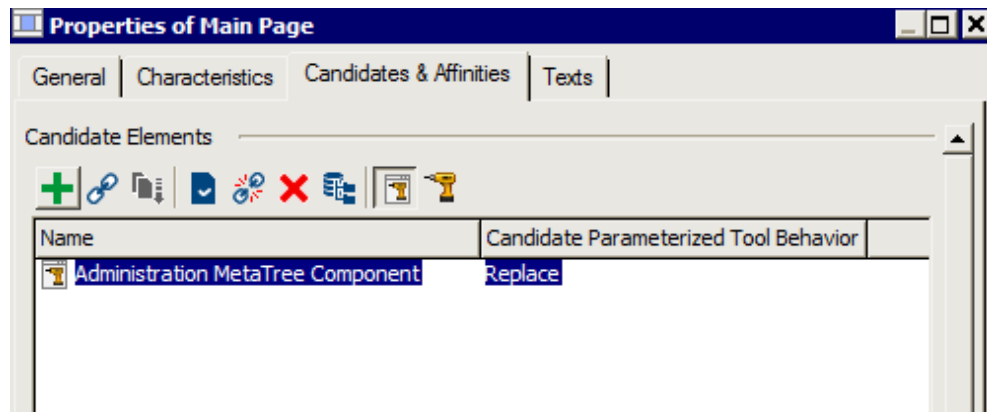 Properties of Main Page
General Characteristics Candidates & Affinities Texts
Candidate Elements
Name Candidate Parameterized Tool Behavior
Administration MetaTree Component Replace